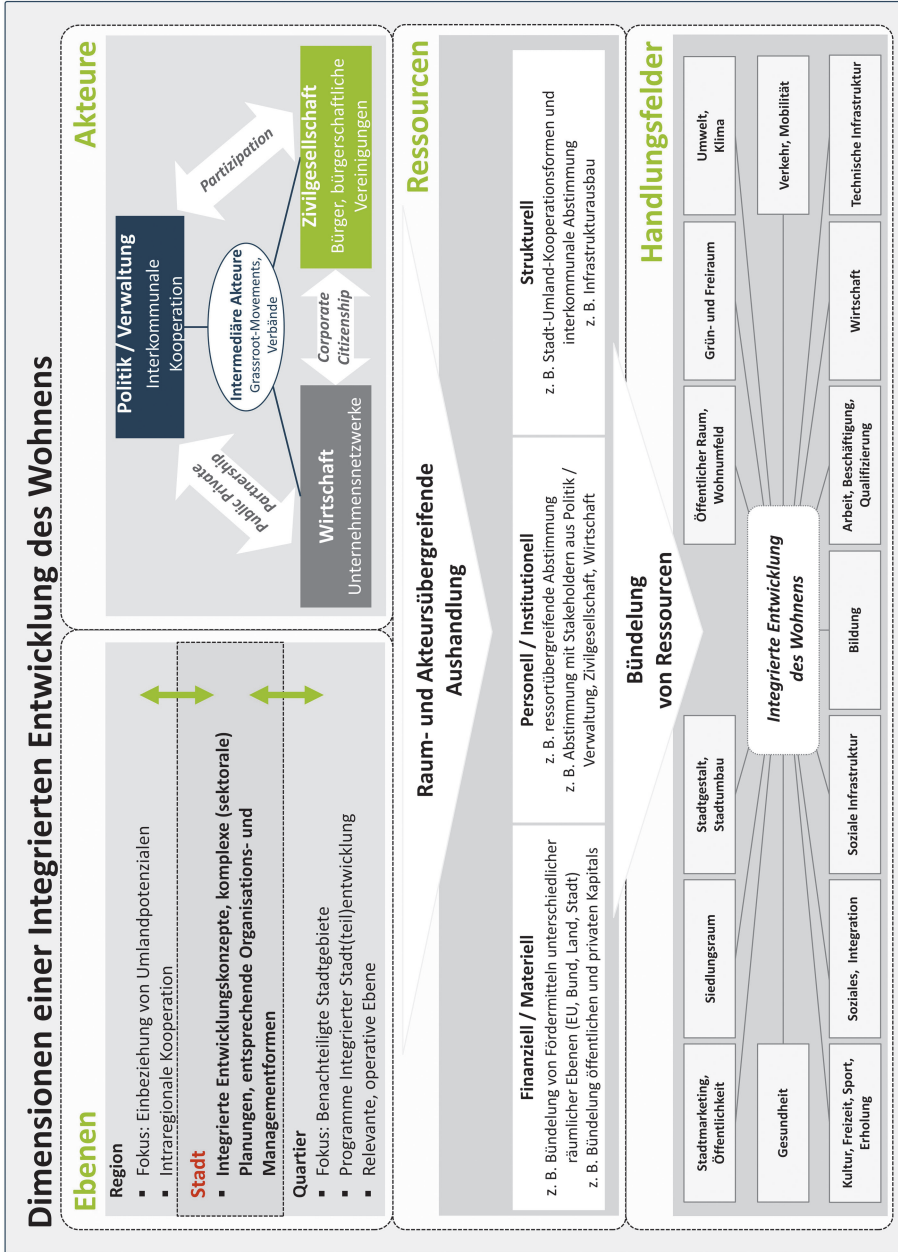 Dimensionen einer Integrierten Entwicklung des Wohnens
Ebenen
Region
▪ Fokus: Einbeziehung von Umlandpotenzialen
▪ Intraregionale Kooperation
Stadt
▪ Integrierte Entwicklungskonzepte, komplexe (sektorale)
Planungen, entsprechende Organisations- und
Managementformen
Quartier
▪ Fokus: Benachteiligte Stadtgebiete
▪ Programme Integrierter Stadt(teil)entwicklung
▪ Relevante, operative Ebene
Akteure
Politik / Verwaltung
Interkommunale
Kooperation
Public Private
Partnership
Partizipation
Intermediäre Akteure
Grassroot-Movements,
Verbände
Wirtschaft
Unternehmensnetzwerke
Corporate
Citizenship
Zivilgesellschaft
Bürger, bürgerschaftliche
Vereinigungen
Raum- und Akteursübergreifende
Aushandlung
Ressourcen
Finanziell / Materiell
z. B. Bündelung von Fördermitteln unterschiedlicher
räumlicher Ebenen (EU, Bund, Land, Stadt)
z. B. Bündelung öffentlichen und privaten Kapitals
Personell / Institutionell
z. B. ressortübergreifende Abstimmung
z. B. Abstimmung mit Stakeholdern aus Politik /
Verwaltung, Zivilgesellschaft, Wirtschaft
Strukturell
z. B. Stadt-Umland-Kooperationsformen und
interkommunale Abstimmung
z. B. Infrastrukturausbau
Bündelung
von Ressourcen
Handlungsfelder
Stadtmarketing,
Öffentlichkeit
Siedlungsraum
Stadtgestalt,
Stadtumbau
Öffentlicher Raum,
Wohnumfeld
Grün- und Freiraum
Umwelt,
Klima
Gesundheit
Integrierte Entwicklung
des Wohnens
Verkehr, Mobilität
Kultur, Freizeit, Sport,
Erholung
Soziales, Integration
Soziale Infrastruktur
Bildung
Arbeit, Beschäftigung,
Qualifizierung
Wirtschaft
Technische Infrastruktur